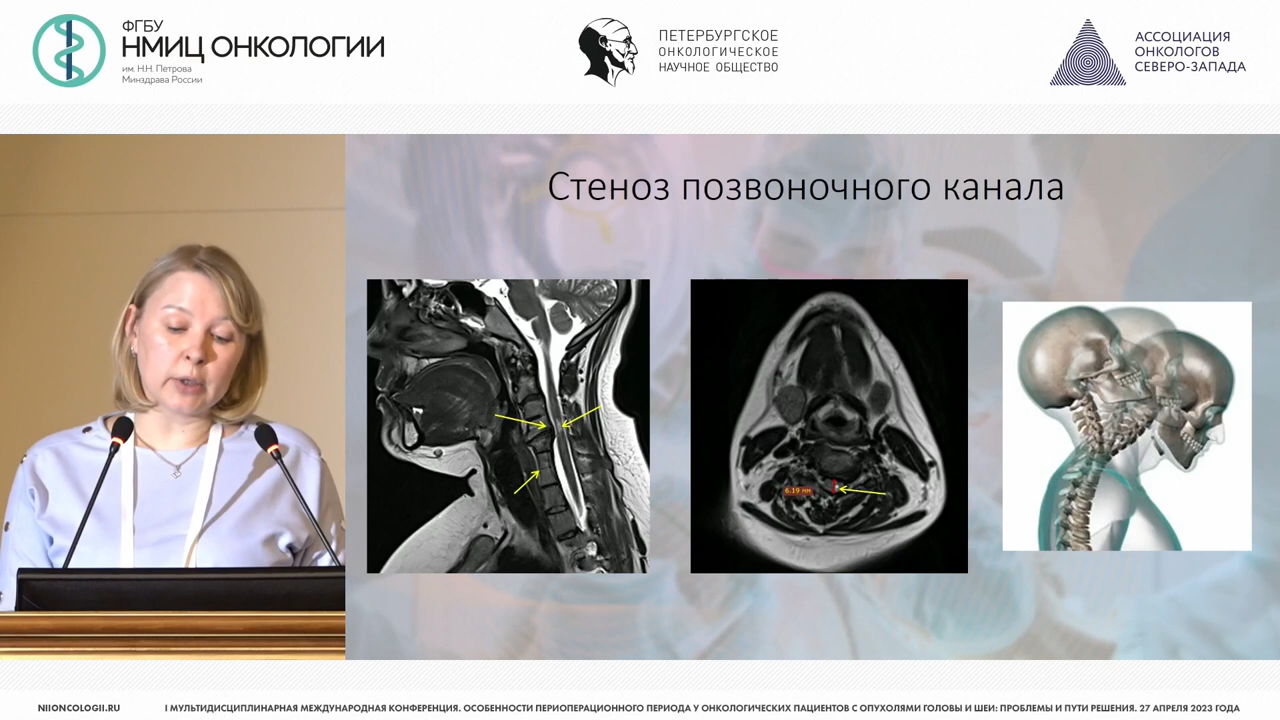 ФГБУ
НМИЦ ОНКОЛОГИИ
им. Н.Н. Петрова
Минздрава России
ПЕТЕРБУРГСКОЕ
ОНКОЛОГИЧЕСКОЕ
НАУЧНОЕ ОБЩЕСТВО
АССОЦИАЦИЯ
ОНКОЛОГОВ
СЕВЕРО-ЗАПАДА
Стеноз позвоночного канала
6.19 мм
NIIONCOLOGII.RU
I МУЛЬТИДИСЦИПЛИНАРНАЯ МЕЖДУНАРОДНАЯ КОНФЕРЕНЦИЯ. ОСОБЕННОСТИ ПЕРИОПЕРАЦИОННОГО ПЕРИОДА У ОНКОЛОГИЧЕСКИХ ПАЦИЕНТОВ С ОПУХОЛЯМИ ГОЛОВЫ И ШЕИ: ПРОБЛЕМЫ И ПУТИ РЕШЕНИЯ. 27 АПРЕЛЯ 2023 ГОДА